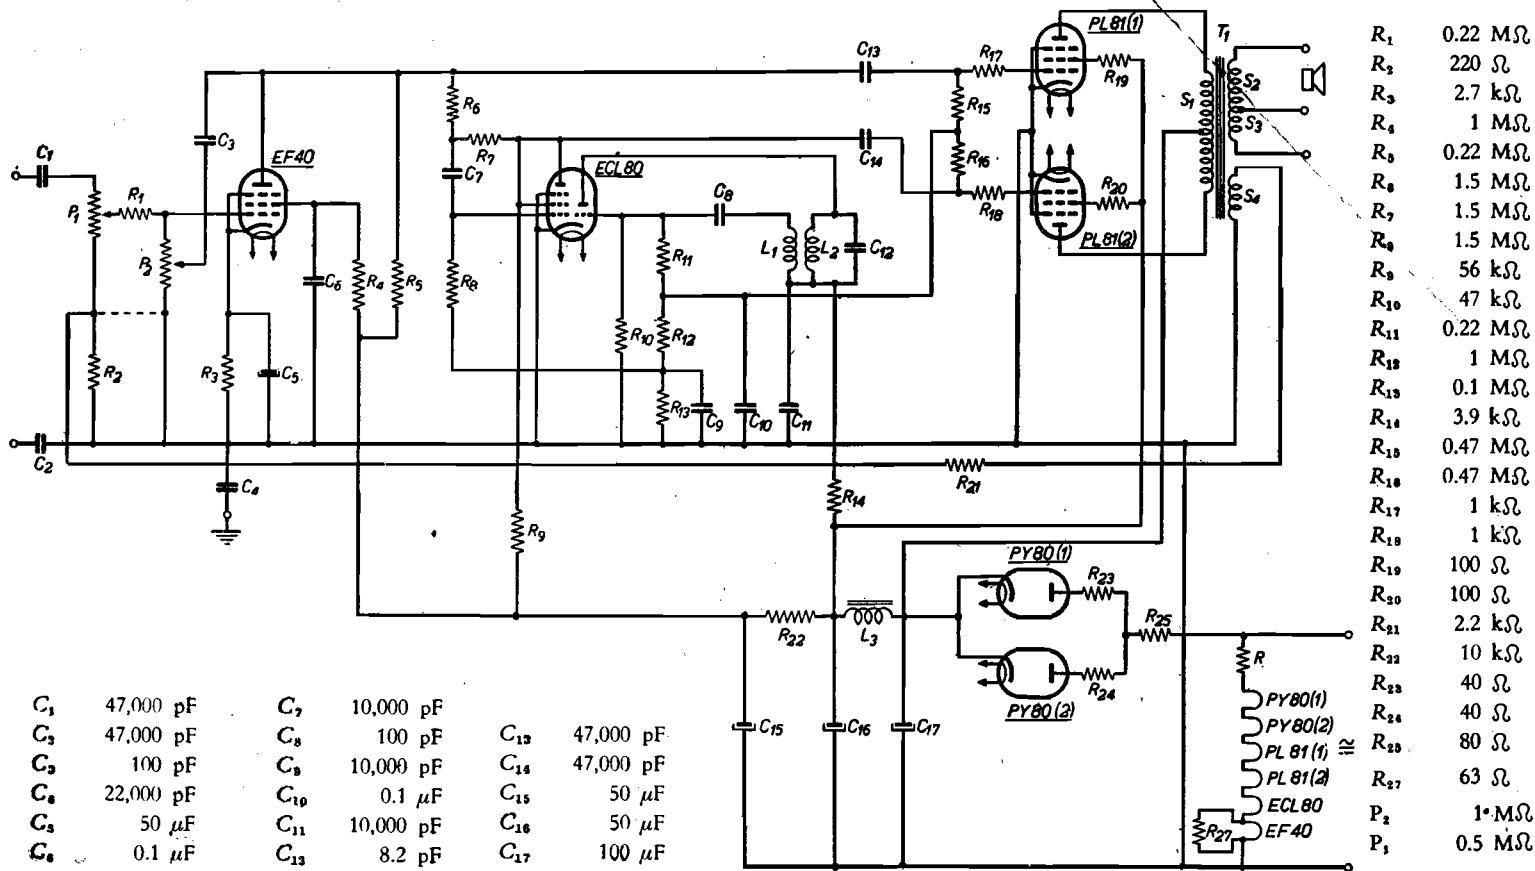 PL81(1)
T₁
C₁₃
R₁₇
R₁₉
S₁
S₂
S₃
R₆
R₁₅
C₃
C₁
EF40
R₇
ECL80
C₁₄
R₁₆
C₇
R₂₀
S₄
P₁
R₁
C₈
R₁₈
PL81(2)
P₂
L₁
L₂
C₁₂
R₁₁
C₆
R₄
R₅
R₈
R₁₀
R₁₂
R₂
R₃
C₅
R₁₃
C₉
C₁₀
C₁₁
C₂
R₂₁
C₄
R₁₄
R₉
PY80(1)
R₂₃
R₂₅
R₂₂
L₃
R
R₂₄
PY80(2)
C₁₅
C₁₆
C₁₇
PY80(1)
PY80(2)
PL81(1) ≅
PL81(2)
ECL80
EF40
R₂₇
R₁ 0.22 MΩ
R₂ 220 Ω
R₃ 2.7 kΩ
R₄ 1 MΩ
R₅ 0.22 MΩ
R₆ 1.5 MΩ
R₇ 1.5 MΩ
R₈ 1.5 MΩ
R₉ 56 kΩ
R₁₀ 47 kΩ
R₁₁ 0.22 MΩ
R₁₂ 1 MΩ
R₁₃ 0.1 MΩ
R₁₄ 3.9 kΩ
R₁₅ 0.47 MΩ
R₁₆ 0.47 MΩ
R₁₇ 1 kΩ
R₁₈ 1 kΩ
R₁₉ 100 Ω
R₂₀ 100 Ω
R₂₁ 2.2 kΩ
R₂₂ 10 kΩ
R₂₃ 40 Ω
R₂₄ 40 Ω
R₂₅ 80 Ω
R₂₇ 63 Ω
P₂ 1 MΩ
P₁ 0.5 MΩ
C₁ 47,000 pF
C₂ 47,000 pF
C₃ 100 pF
C₄ 22,000 pF
C₅ 50 μF
C₆ 0.1 μF
C₇ 10,000 pF
C₈ 100 pF
C₉ 10,000 pF
C₁₀ 0.1 μF
C₁₁ 10,000 pF
C₁₃ 8.2 pF
C₁₃ 47,000 pF
C₁₄ 47,000 pF
C₁₅ 50 μF
C₁₆ 50 μF
C₁₇ 100 μF